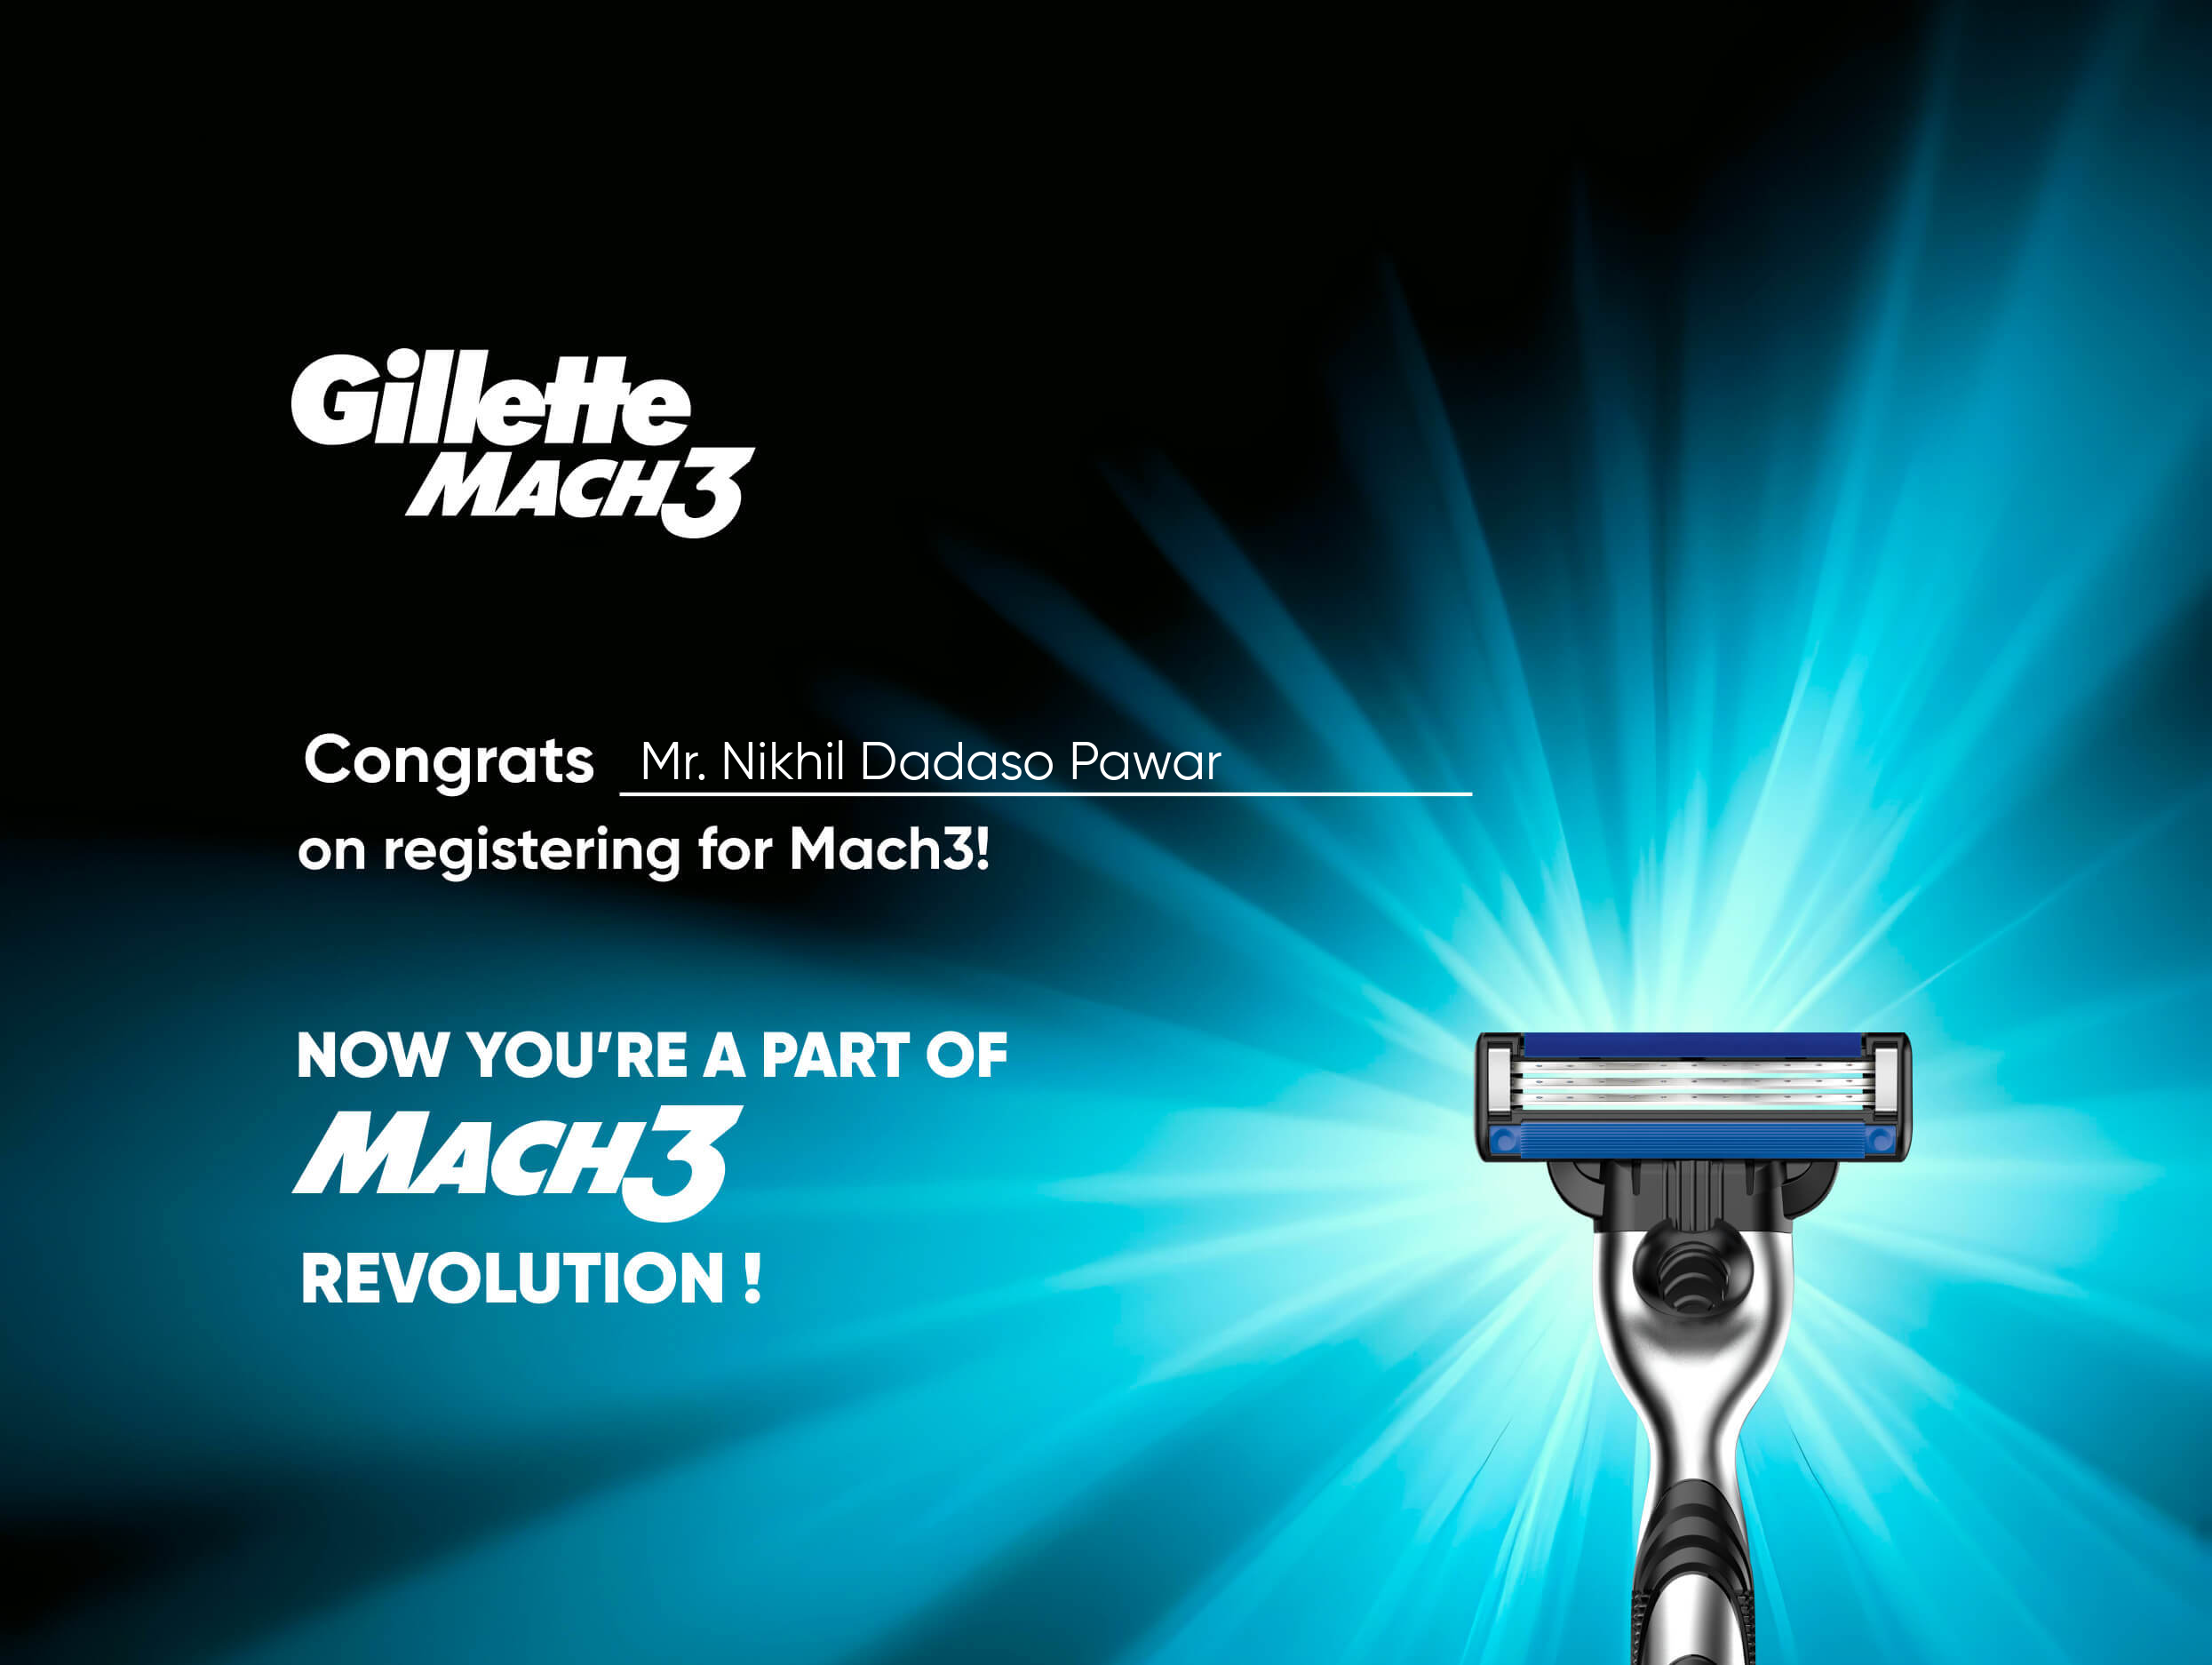 Gillette
MACH3
Congrats Mr. Nikhil Dadaso Pawar
on registering for Mach3!
NOW YOU'RE A PART OF
MACH3
REVOLUTION !